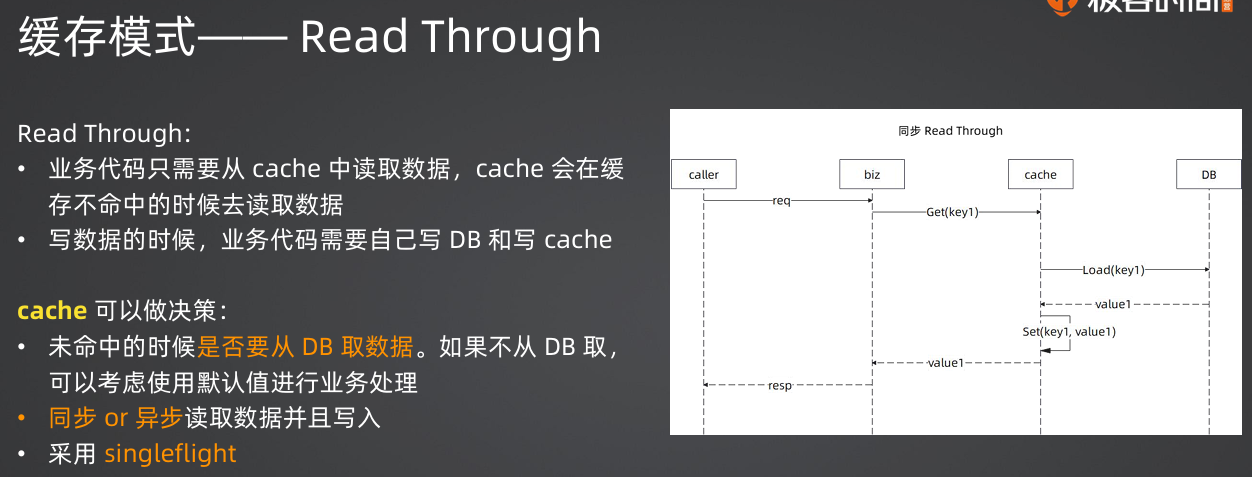 缓存模式—— Read Through
Read Through：
• 业务代码只需要从 cache 中读取数据，cache 会在缓
存不命中的时候去读取数据
• 写数据的时候，业务代码需要自己写 DB 和写 cache
cache 可以做决策：
• 未命中的时候是否要从 DB 取数据。如果不从 DB 取，
可以考虑使用默认值进行业务处理
• 同步 or 异步读取数据并且写入
• 采用 singleflight
同步 Read Through
caller
biz
cache
DB
req
Get(key1)
Load(key1)
value1
Set(key1, value1)
value1
resp